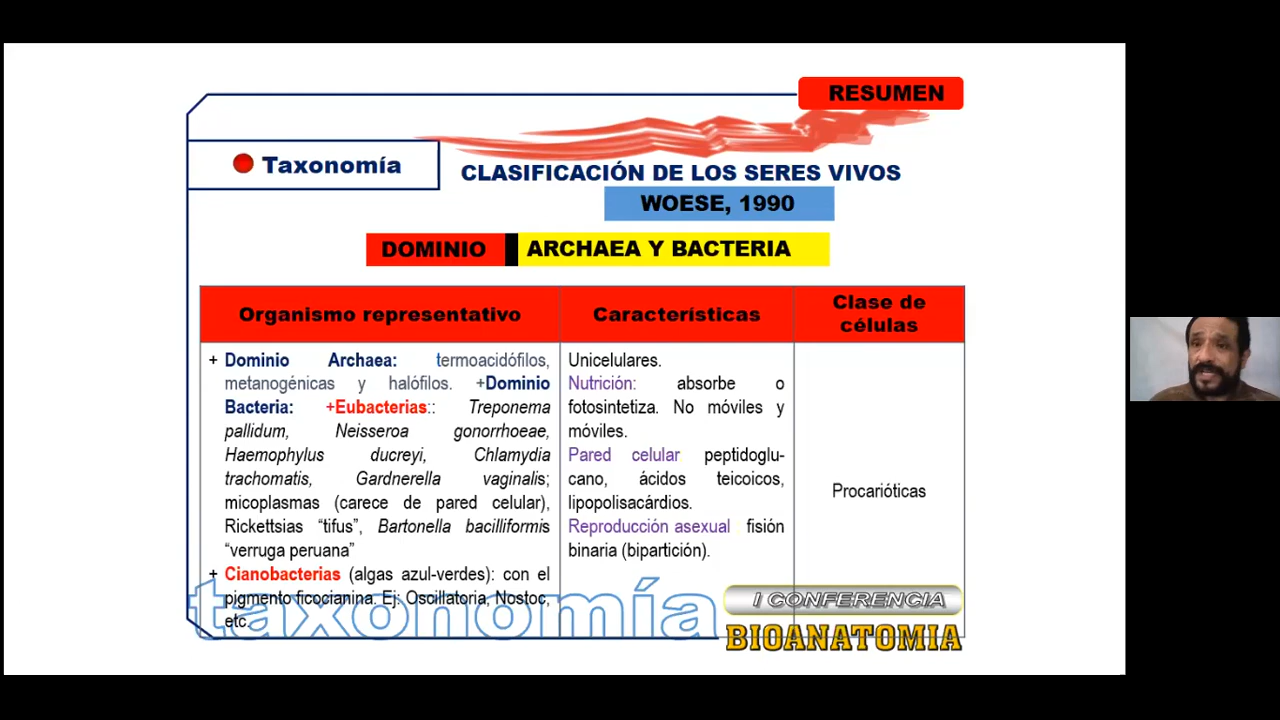 RESUMEN
Taxonomía
CLASIFICACIÓN DE LOS SERES VIVOS
WOESE, 1990
DOMINIO ARCHAEA Y BACTERIA
Organismo representativo
+ Dominio Archaea: termoacidófilos,
metanogénicas y halófilos. +Dominio
Bacteria: +Eubacterias:: Treponema
pallidum, Neisseroa gonorrhoeae,
Haemophylus ducreyi, Chlamydia
trachomatis, Gardnerella vaginalis;
micoplasmas (carece de pared celular),
Rickettsias “tifus”, Bartonella bacilliformis
“verruga peruana”
+ Cianobacterias (algas azul-verdes): con el
pigmento ficocianina. Ej: Oscillatoria, Nostoc,
etc.
Características
Unicelulares.
Nutrición: absorbe o
fotosintetiza. No móviles y
móviles.
Pared celular peptidoglu-
cano, ácidos teicoicos,
lipopolisacárdios.
Reproducción asexual fisión
binaria (bipartición).
Clase de
células
Procarióticas
taxonomía
I CONFERENCIA
BIOANATOMIA